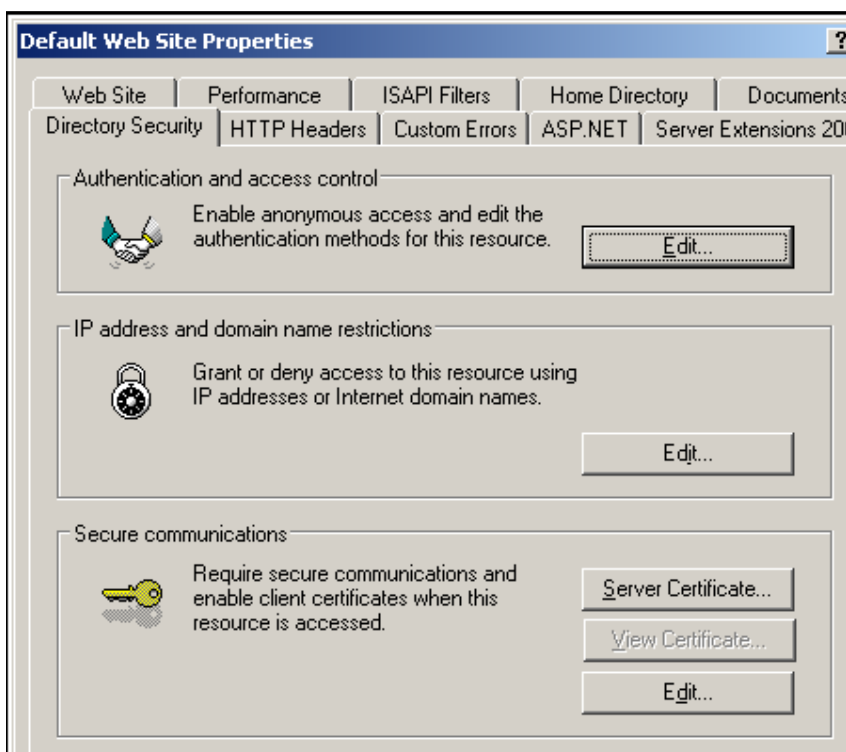 Default Web Site Properties ?
Web Site Performance ISAPI Filters Home Directory Documents
Directory Security HTTP Headers Custom Errors ASP.NET Server Extensions 20
Authentication and access control
Enable anonymous access and edit the
authentication methods for this resource.
Edit...
IP address and domain name restrictions
Grant or deny access to this resource using
IP addresses or Internet domain names.
Edit...
Secure communications
Require secure communications and
enable client certificates when this
resource is accessed.
Server Certificate...
View Certificate...
Edit...